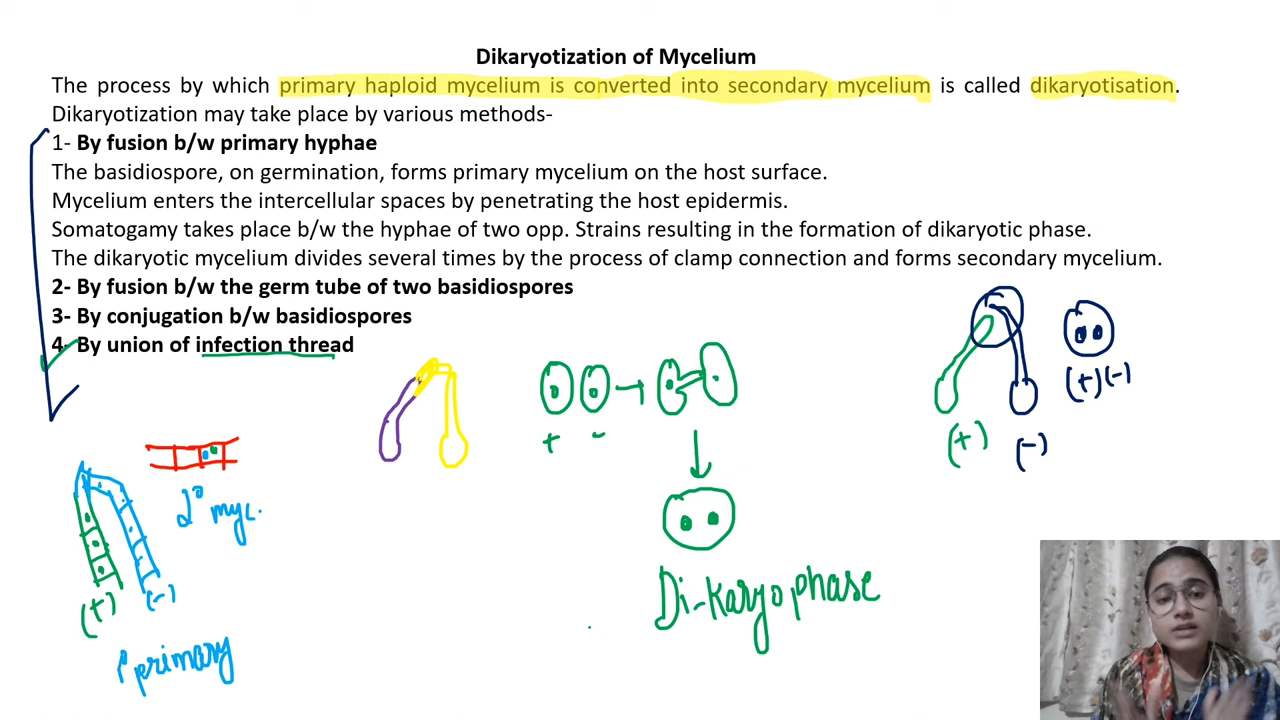 Dikaryotization of Mycelium
The process by which primary haploid mycelium is converted into secondary mycelium is called dikaryotisation.
Dikaryotization may take place by various methods-
1- By fusion b/w primary hyphae
The basidiospore, on germination, forms primary mycelium on the host surface.
Mycelium enters the intercellular spaces by penetrating the host epidermis.
Somatogamy takes place b/w the hyphae of two opp. Strains resulting in the formation of dikaryotic phase.
The dikaryotic mycelium divides several times by the process of clamp connection and forms secondary mycelium.
2- By fusion b/w the germ tube of two basidiospores
3- By conjugation b/w basidiospores
4- By union of infection thread
(+) (-)
+ -
(+) (-)
2° myc.
(+) (-)
Di-Karyophase
primary